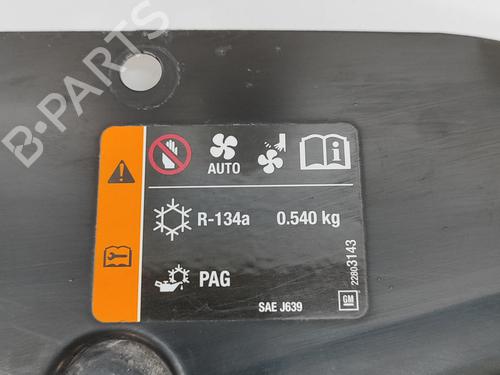 B-PARTS
AUTO
R-134a 0.540 kg
PAG
SAE J639
22803143
GM